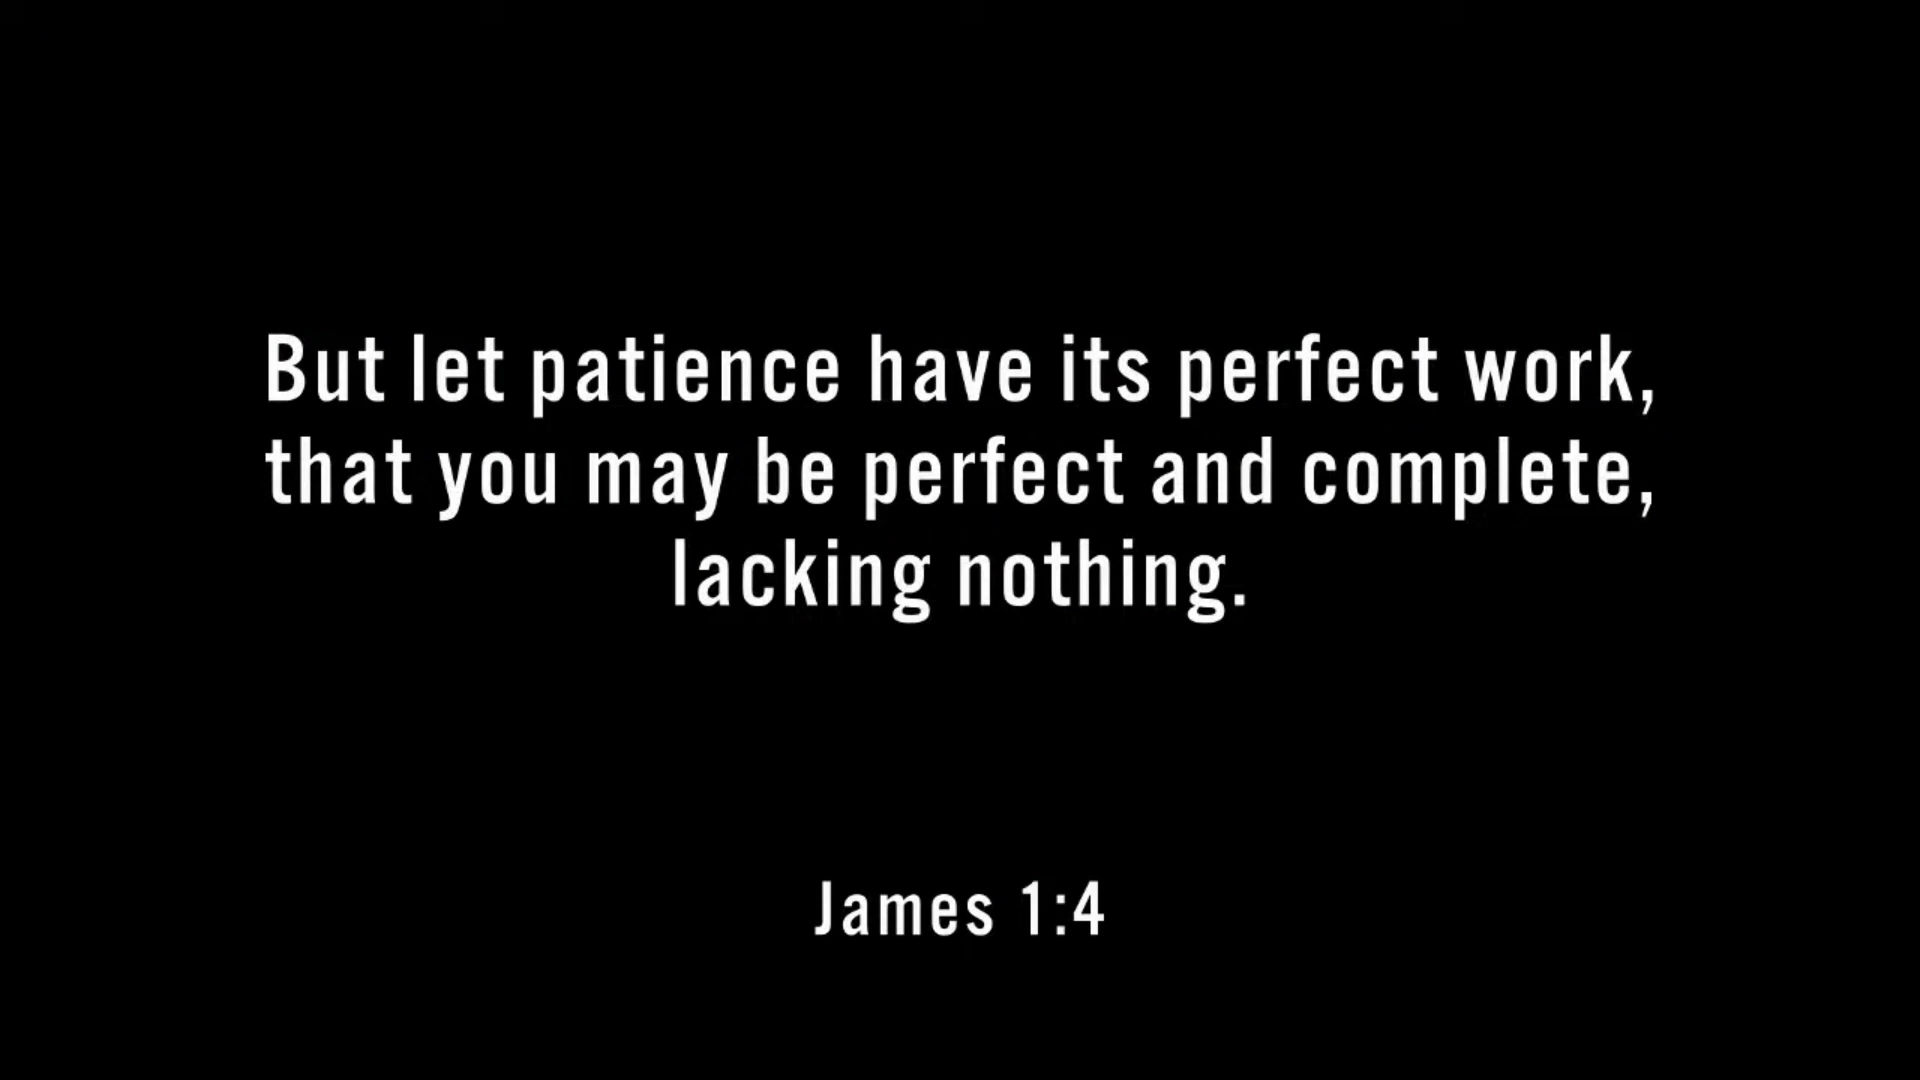 But let patience have its perfect work,
that you may be perfect and complete,
lacking nothing.
James 1:4